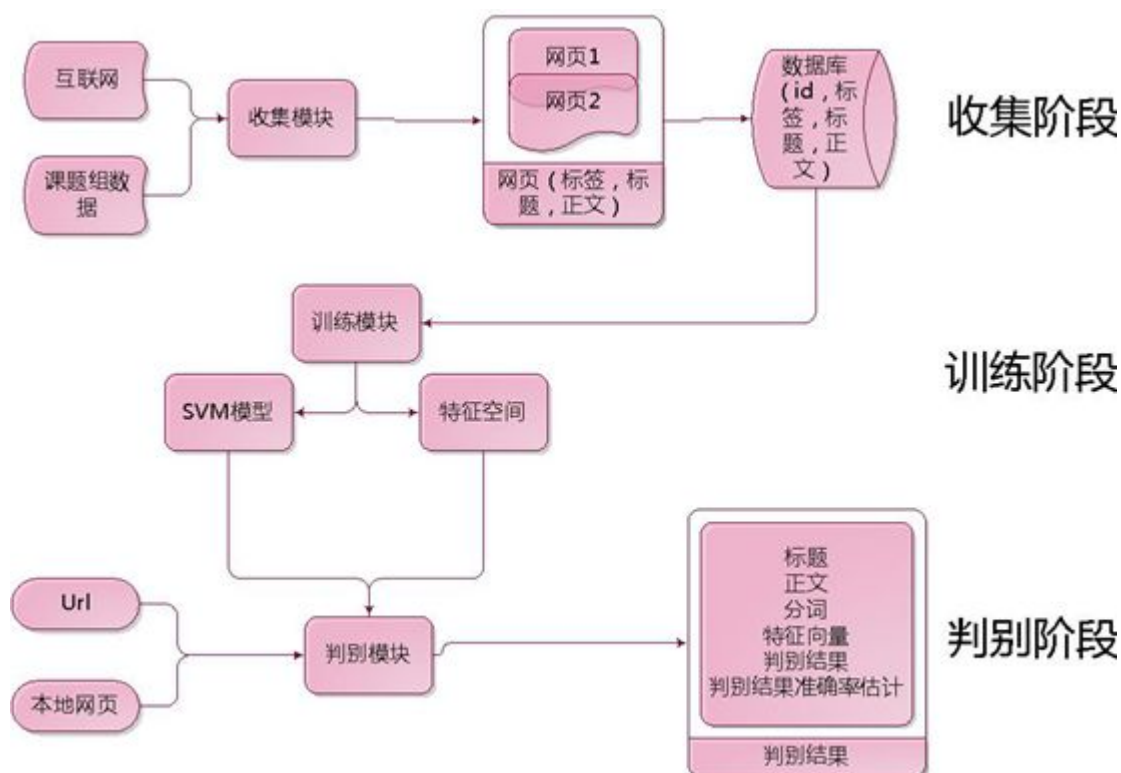 互联网
课题组数
据
收集模块
网页1
网页2
网页（标签，标
题，正文）
数据库
（id，标
签，标
题，正
文）
收集阶段
训练模块
SVM模型
特征空间
训练阶段
Url
本地网页
判别模块
标题
正文
分词
特征向量
判别结果
判别结果准确率估计
判别结果
判别阶段